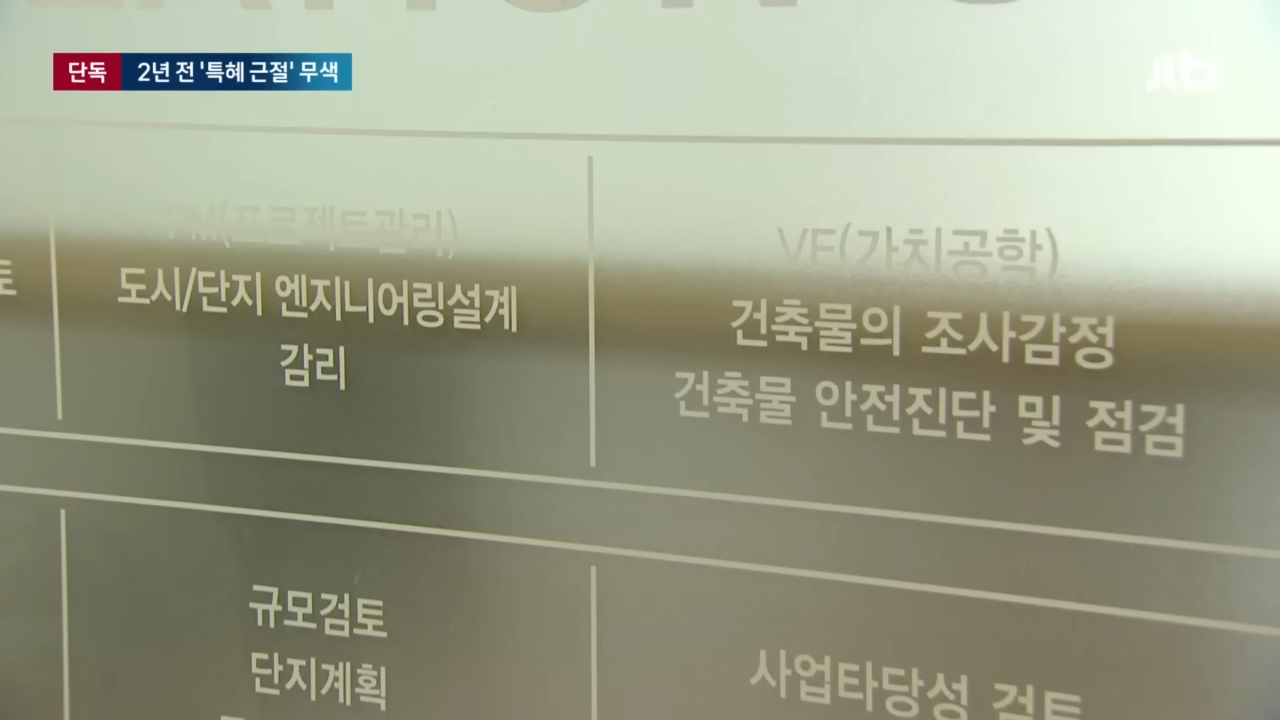 단독 2년 전 '특혜 근절' 무색
jtbc
PM(프로젝트관리)
도시/단지 엔지니어링설계
감리
VE(가치공학)
건축물의 조사감정
건축물 안전진단 및 점검
규모검토
단지계획
사업타당성 검토